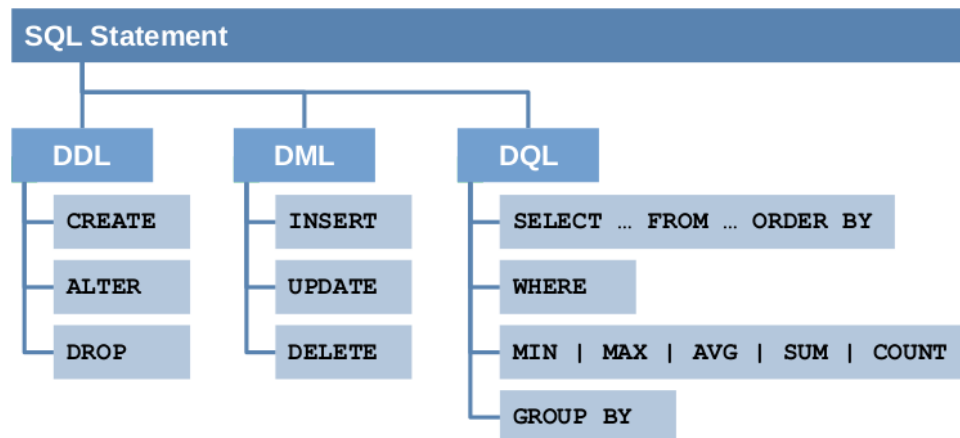 SQL Statement
DDL DML DQL
CREATE INSERT SELECT … FROM … ORDER BY
ALTER UPDATE WHERE
DROP DELETE MIN | MAX | AVG | SUM | COUNT
GROUP BY